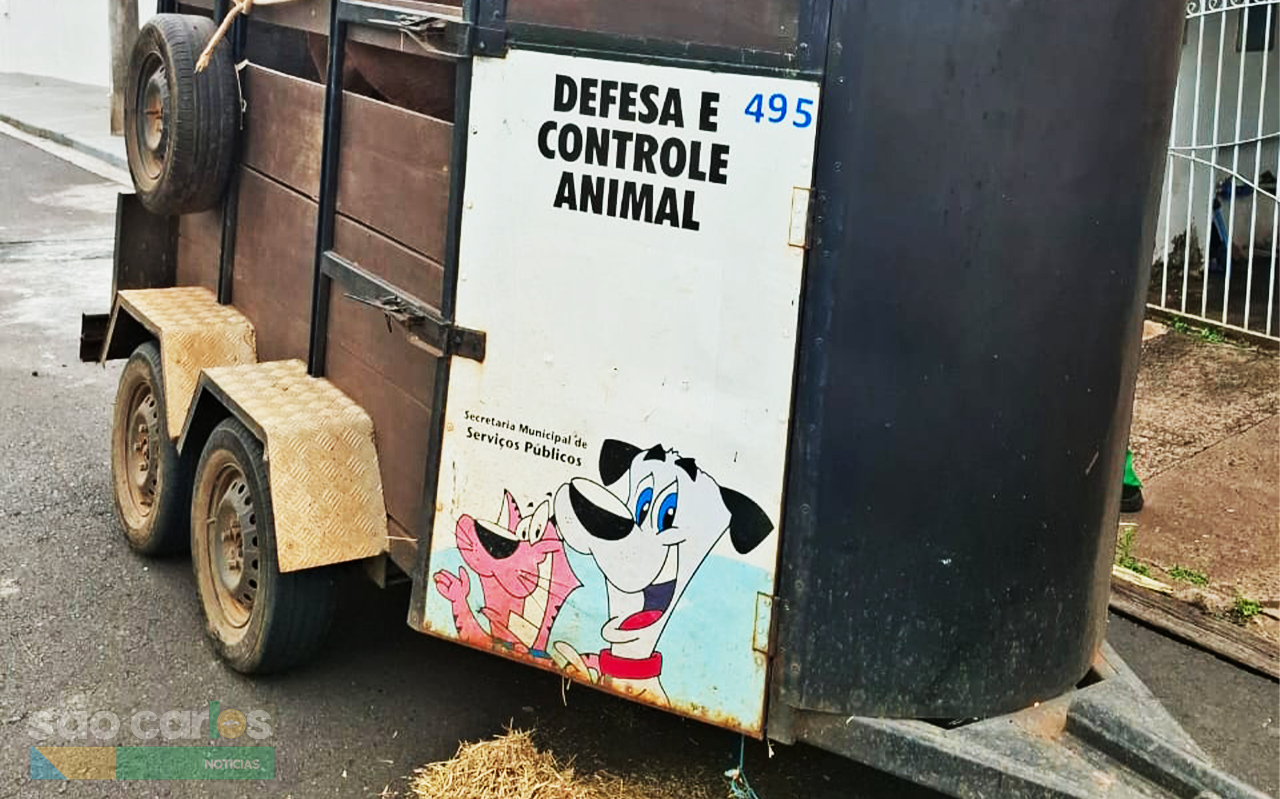 DEFESA E
CONTROLE
ANIMAL
495
Secretaria Municipal de
Serviços Públicos
são carlos
NOTÍCIAS